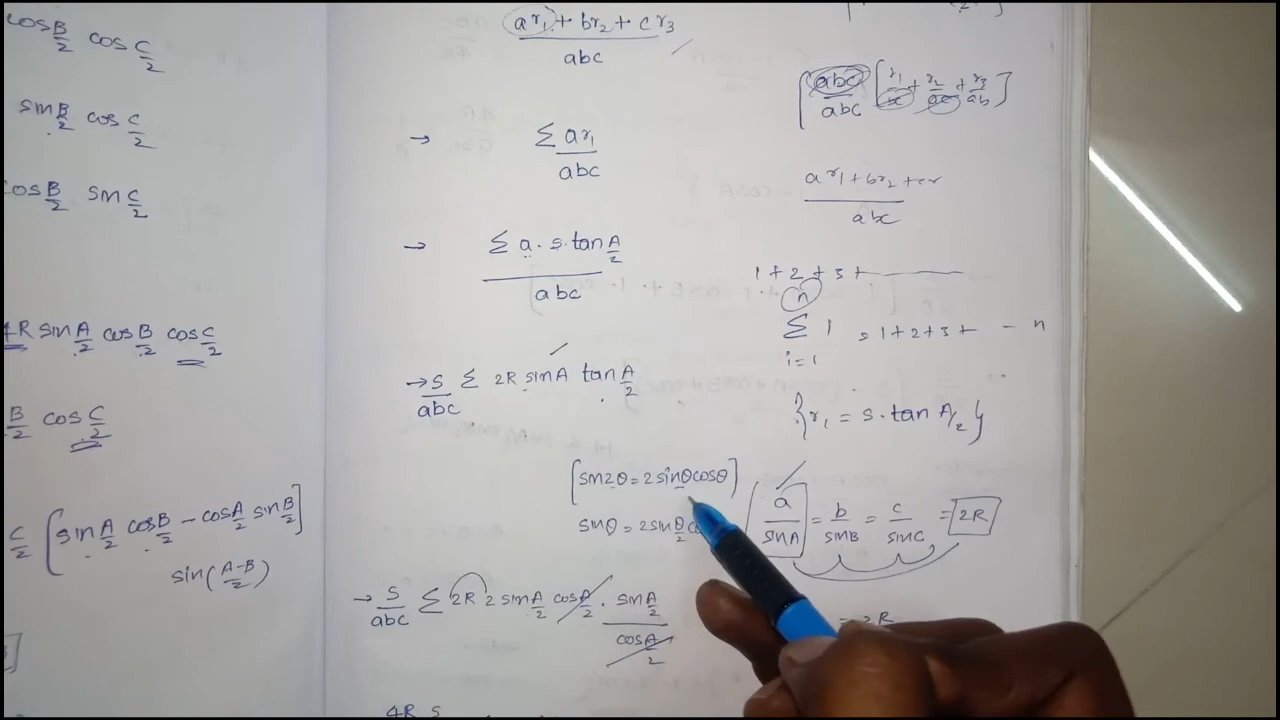 cos B/2 cos C/2
sin B/2 cos C/2
cos B/2 sin C/2
4R sin A/2 cos B/2 cos C/2
B/2 cos C/2
C/2 [sin A/2 cos B/2 - cos A/2 sin B/2]
sin(A-B/2)
ar₁ + br₂ + cr₃
abc
→ Σ ar₁
abc
→ Σ a. s. tan A/2
abc
→ s/abc Σ 2R sin A tan A/2
[sin2θ = 2sinθcosθ]
sinθ = 2sin θ/2
→ s/abc Σ 2R 2 sin A/2 cos A/2 . sin A/2
cos A/2
4R s
[abc/abc [r₁/bc + r₂/ac + r₃/ab]
ar₁ + br₂ + cr
abc
1 + 2 + 3 +
n
Σ 1 , 1 + 2 + 3 + - n
i = 1
{r₁ = s. tan A/2}
a/sinA = b/sinB = c/sinC = 2R
= 2R